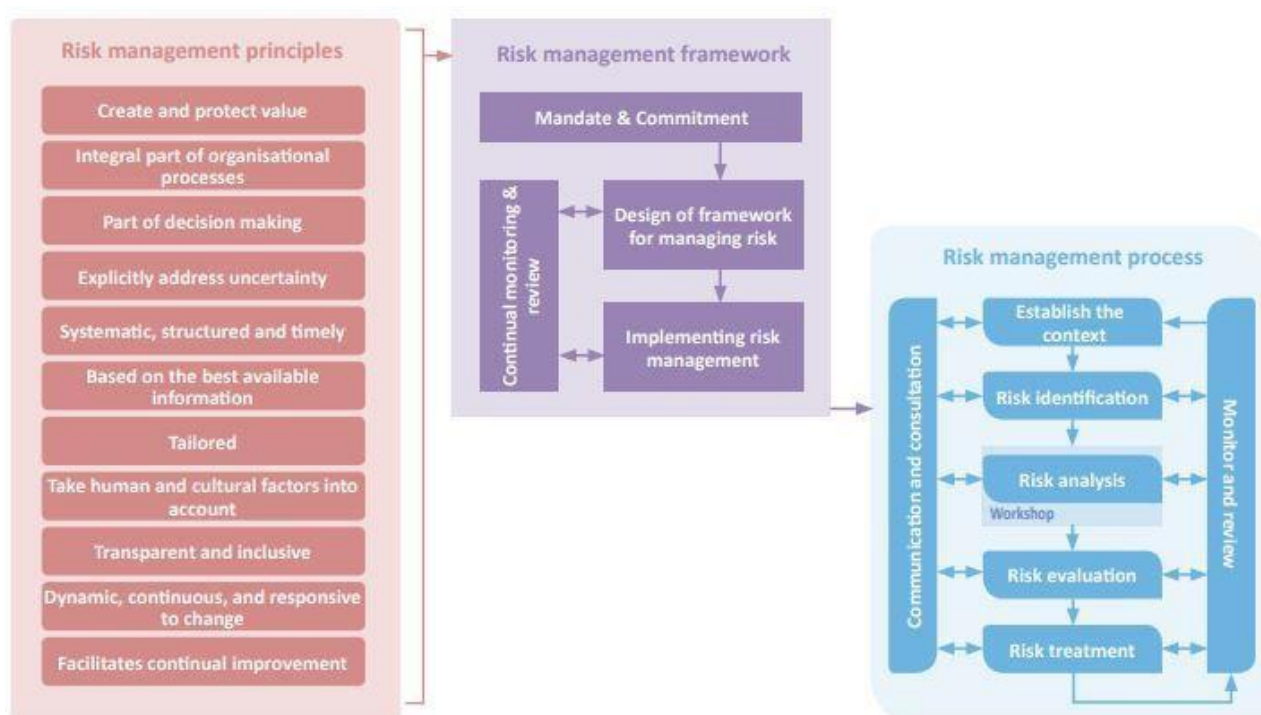 Risk management principles
Create and protect value
Integral part of organisational
processes
Part of decision making
Explicitly address uncertainty
Systematic, structured and timely
Based on the best available
information
Tailored
Take human and cultural factors into
account
Transparent and inclusive
Dynamic, continuous, and responsive
to change
Facilitates continual improvement
Risk management framework
Mandate & Commitment
Continual monitoring &
review
Design of framework
for managing risk
Implementing risk
management
Risk management process
Communication and consultation
Establish the
context
Risk identification
Risk analysis
Workshop
Risk evaluation
Risk treatment
Monitor and review